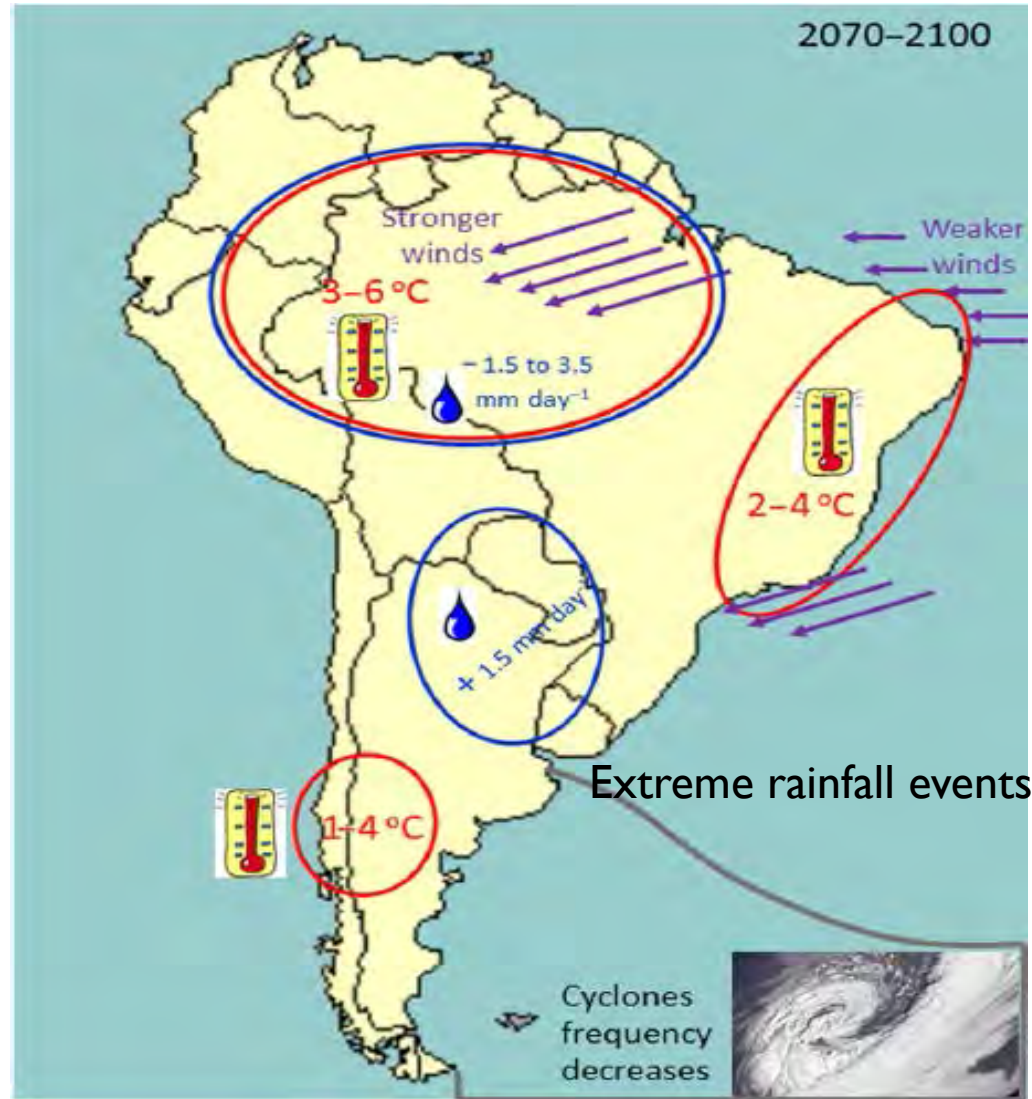 2070–2100
Stronger
winds
Weaker
winds
3–6 °C
– 1.5 to 3.5
mm day⁻¹
2–4 °C
+ 1.5 mm day⁻¹
Extreme rainfall events
1–4 °C
Cyclones
frequency
decreases